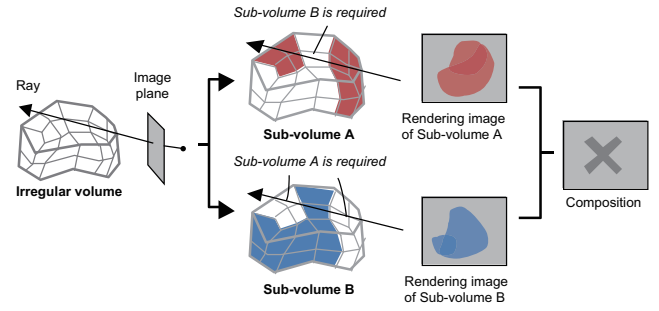 Sub-volume B is required
Ray
Image
plane
Irregular volume
Sub-volume A
Rendering image
of Sub-volume A
Sub-volume A is required
Composition
Sub-volume B
Rendering image
of Sub-volume B